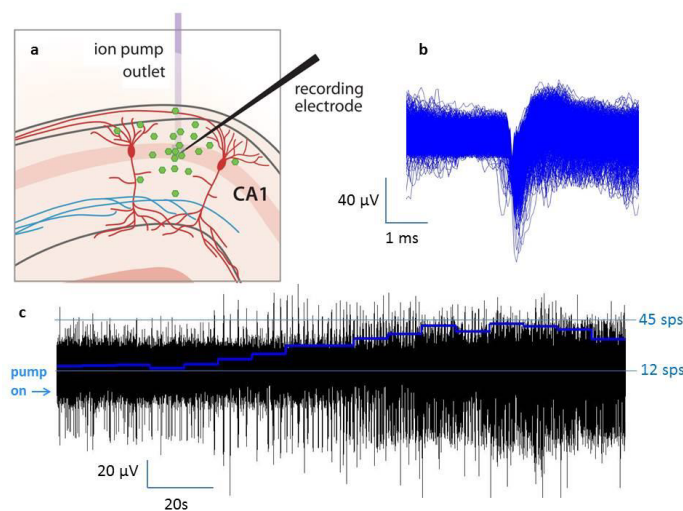 a
ion pump
outlet
recording
electrode
CA1
b
40 µV
1 ms
c
45 sps
12 sps
pump
on
20 µV
20s